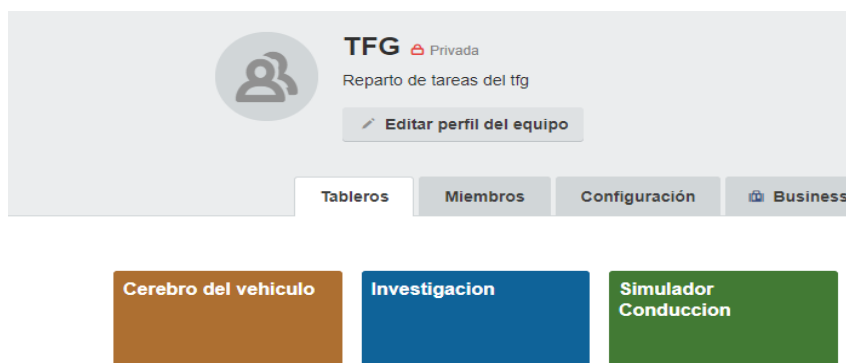 TFG Privada
Reparto de tareas del tfg
Editar perfil del equipo
Tableros Miembros Configuración Business
Cerebro del vehiculo Investigacion Simulador
Conduccion